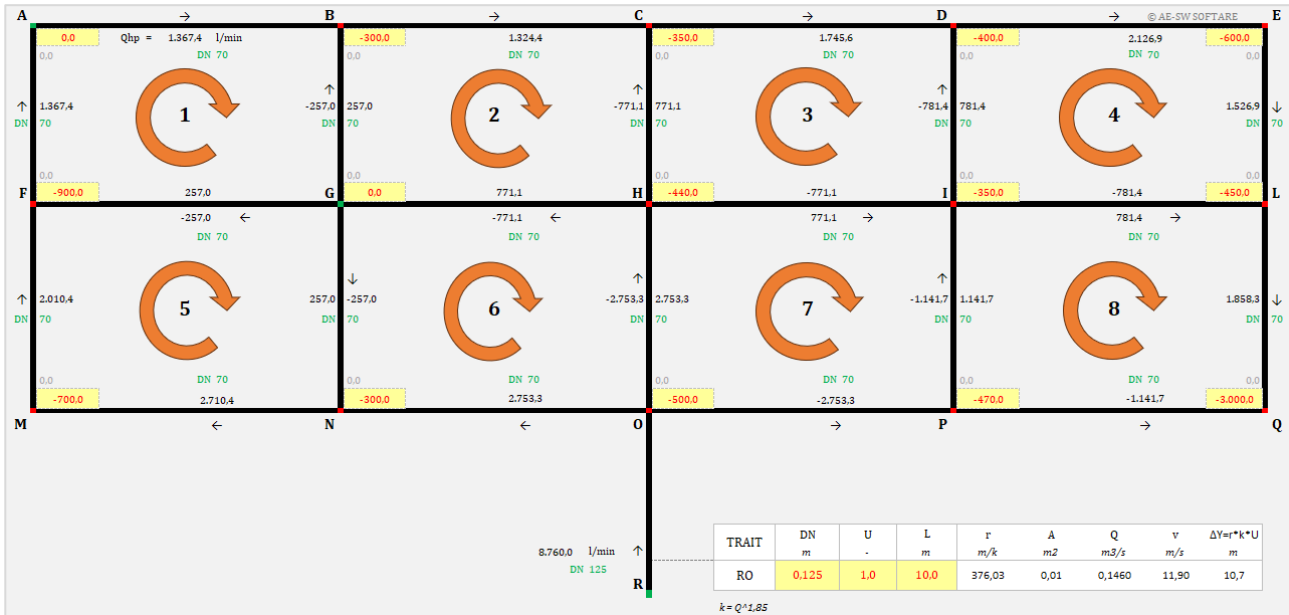 A B C D E
© AE-SW SOFTARE
0.0 Qhp = 1.367,4 l/min -300.0 1.324,4 -350.0 1.745,6 -400.0 2.126,9 -600.0
0.0 DN 70 0.0 DN 70 0.0 DN 70 0.0 DN 70 0.0
1.367,4 1 -257.0 257.0 2 -771,1 771,1 3 -781,4 781,4 4 1.526,9
DN 70 DN 70 DN 70 DN 70 DN 70
0.0 0.0 0.0 0.0 0.0
F -900.0 257,0 G 0.0 771,1 H -440.0 -771,1 I -350.0 -781,4 -450.0 L
-257,0 -771,1 771,1 781,4
DN 70 DN 70 DN 70 DN 70
2.010,4 5 257.0 -257.0 6 -2.753,3 2.753,3 7 -1.141,7 1.141,7 8 1.858,3
DN 70 DN 70 DN 70 DN 70 DN 70
0,0 DN 70 0,0 DN 70 0,0 DN 70 0,0 DN 70 0,0
-700.0 2.710,4 -300.0 2.753,3 -500.0 -2.753,3 -470.0 -1.141,7 -3.000.0
M N O P Q
TRAIT DN U L r A Q v ΔY=r*k*U
m - m m/k m2 m3/s m/s m
RO 0,125 1,0 10,0 376,03 0,01 0,1460 11,90 10,7
8.760.0 l/min
DN 125
R
k = Q^1,85